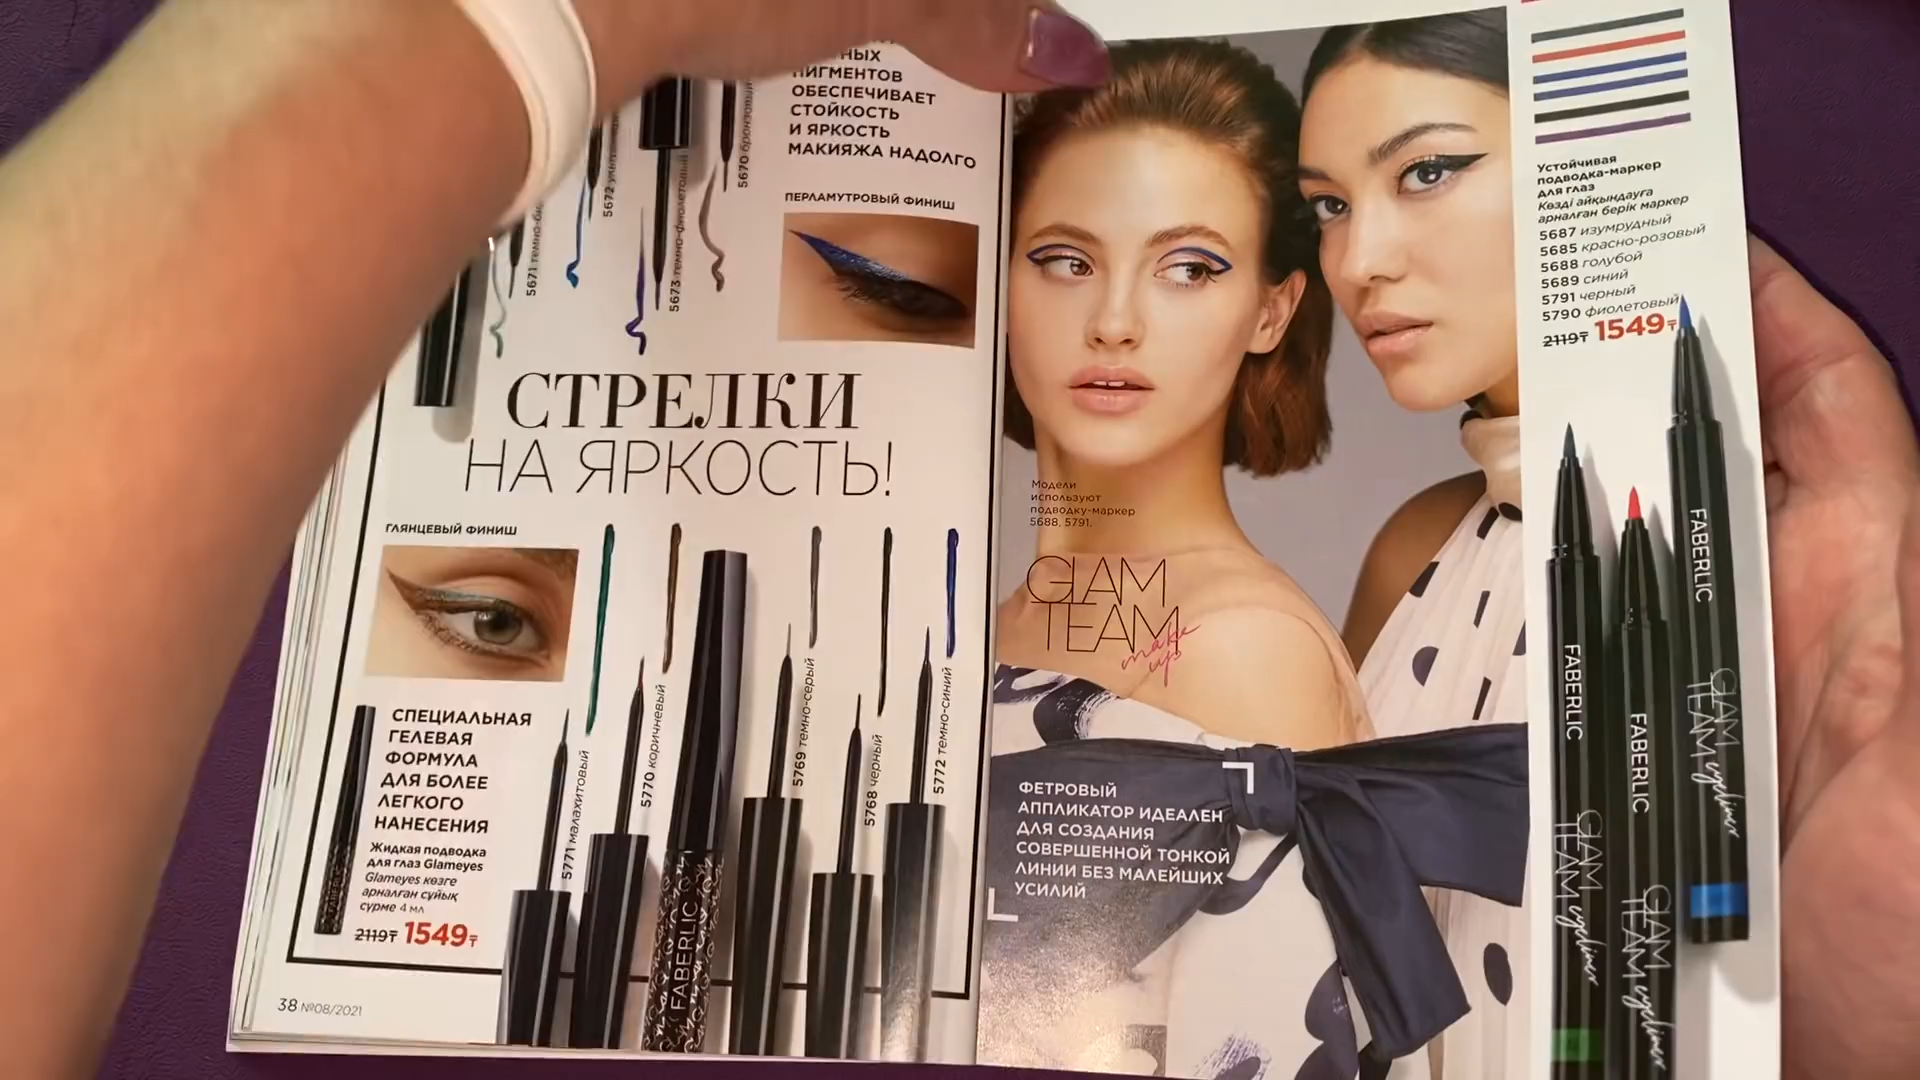 ПИГМЕНТОВ
ОБЕСПЕЧИВАЕТ
СТОЙКОСТЬ
И ЯРКОСТЬ
МАКИЯЖА НАДОЛГО
ПЕРЛАМУТРОВЫЙ ФИНИШ
5671
5672
5673 темно-фиолетовый
5670 бронзовый
СТРЕЛКИ
НА ЯРКОСТЬ!
ГЛЯНЦЕВЫЙ ФИНИШ
СПЕЦИАЛЬНАЯ
ГЕЛЕВАЯ
ФОРМУЛА
ДЛЯ БОЛЕЕ
ЛЕГКОГО
НАНЕСЕНИЯ
Жидкая подводка
для глаз Glameyes
Glameyes көзге
арналған сұйық
сүрме 4 мл
2119₸ 1549₸
5771 малахитовый
5770 коричневый
FABERLIC
5769 темно-серый
5768 черный
5772 темно-синий
38 №08/2021
Модели
используют
подводку-маркер
5688, 5791.
GLAM
TEAM
make
up
ФЕТРОВЫЙ
АППЛИКАТОР ИДЕАЛЕН
ДЛЯ СОЗДАНИЯ
СОВЕРШЕННОЙ ТОНКОЙ
ЛИНИИ БЕЗ МАЛЕЙШИХ
УСИЛИЙ
Устойчивая
подводка-маркер
для глаз
Көзді айқындауға
арналған берік маркер
5687 изумрудный
5685 красно-розовый
5688 голубой
5689 синий
5791 черный
5790 фиолетовый
2119₸ 1549₸
FABERLIC
GLAM
TEAM eyeliner
FABERLIC
GLAM
TEAM eyeliner
FABERLIC
GLAM
TEAM eyeliner